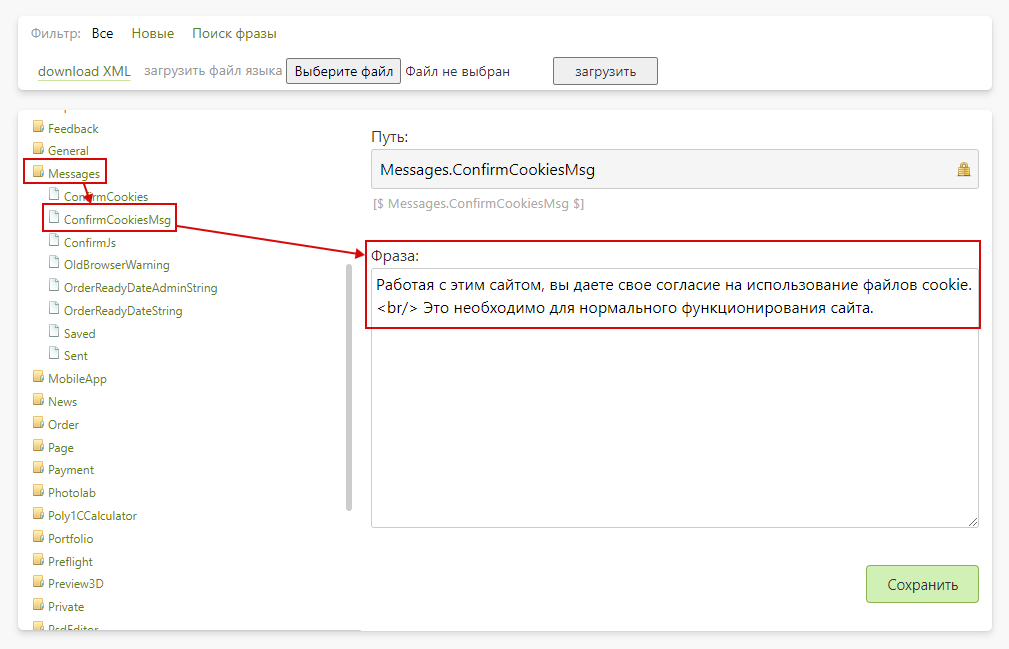 Фильтр: Все Новые Поиск фразы
download XML загрузить файл языка Выберите файл Файл не выбран загрузить
Feedback
General
Messages
ConfirmCookies
ConfirmCookiesMsg
ConfirmJs
OldBrowserWarning
OrderReadyDateAdminString
OrderReadyDateString
Saved
Sent
MobileApp
News
Order
Page
Payment
Photolab
Poly1CCalculator
Portfolio
Preflight
Preview3D
Private
PsdEditor
Путь:
Messages.ConfirmCookiesMsg
[$ Messages.ConfirmCookiesMsg $]
Фраза:
Работая с этим сайтом, вы даете свое согласие на использование файлов cookie.
<br/> Это необходимо для нормального функционирования сайта.
Сохранить